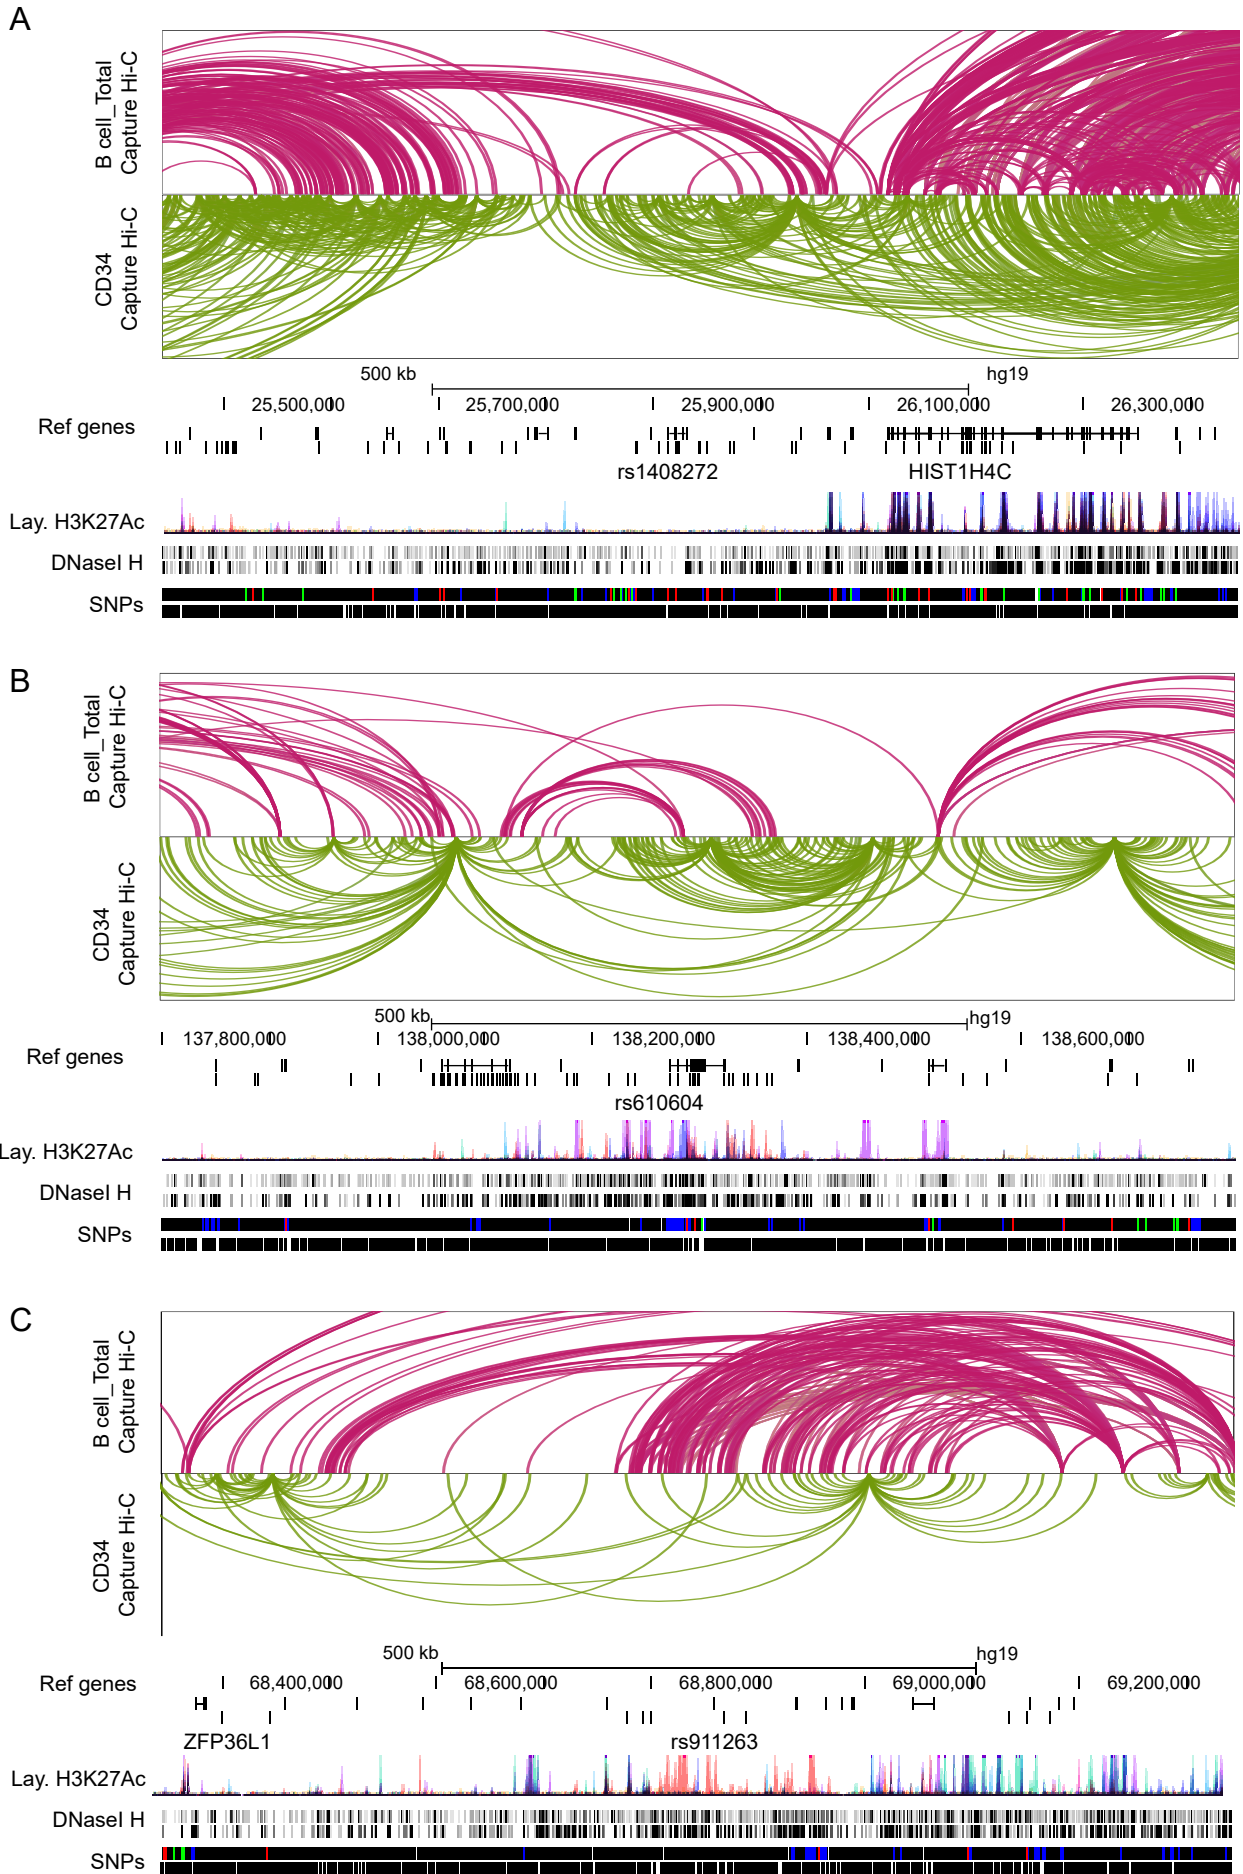 A
B cell_Total
Capture Hi-C
CD34
Capture Hi-C
500 kb hg19
25,500,000 25,700,000 25,900,000 26,100,000 26,300,000
Ref genes
rs1408272 HIST1H4C
Lay. H3K27Ac
DNaseI H
SNPs
B
B cell_Total
Capture Hi-C
CD34
Capture Hi-C
500 kb hg19
137,800,000 138,000,000 138,200,000 138,400,000 138,600,000
Ref genes
rs610604
Lay. H3K27Ac
DNaseI H
SNPs
C
B cell_Total
Capture Hi-C
CD34
Capture Hi-C
500 kb hg19
Ref genes 68,400,000 68,600,000 68,800,000 69,000,000 69,200,000
ZFP36L1 rs911263
Lay. H3K27Ac
DNaseI H
SNPs